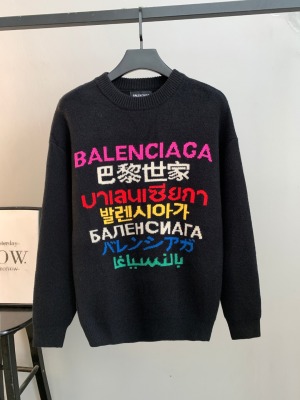 BALENCIAGA
巴黎世家
บาเลนเซียกา
발렌시아가
БАЛЕНСИАГА
バレンシアガ
بالنسياغا
OW.